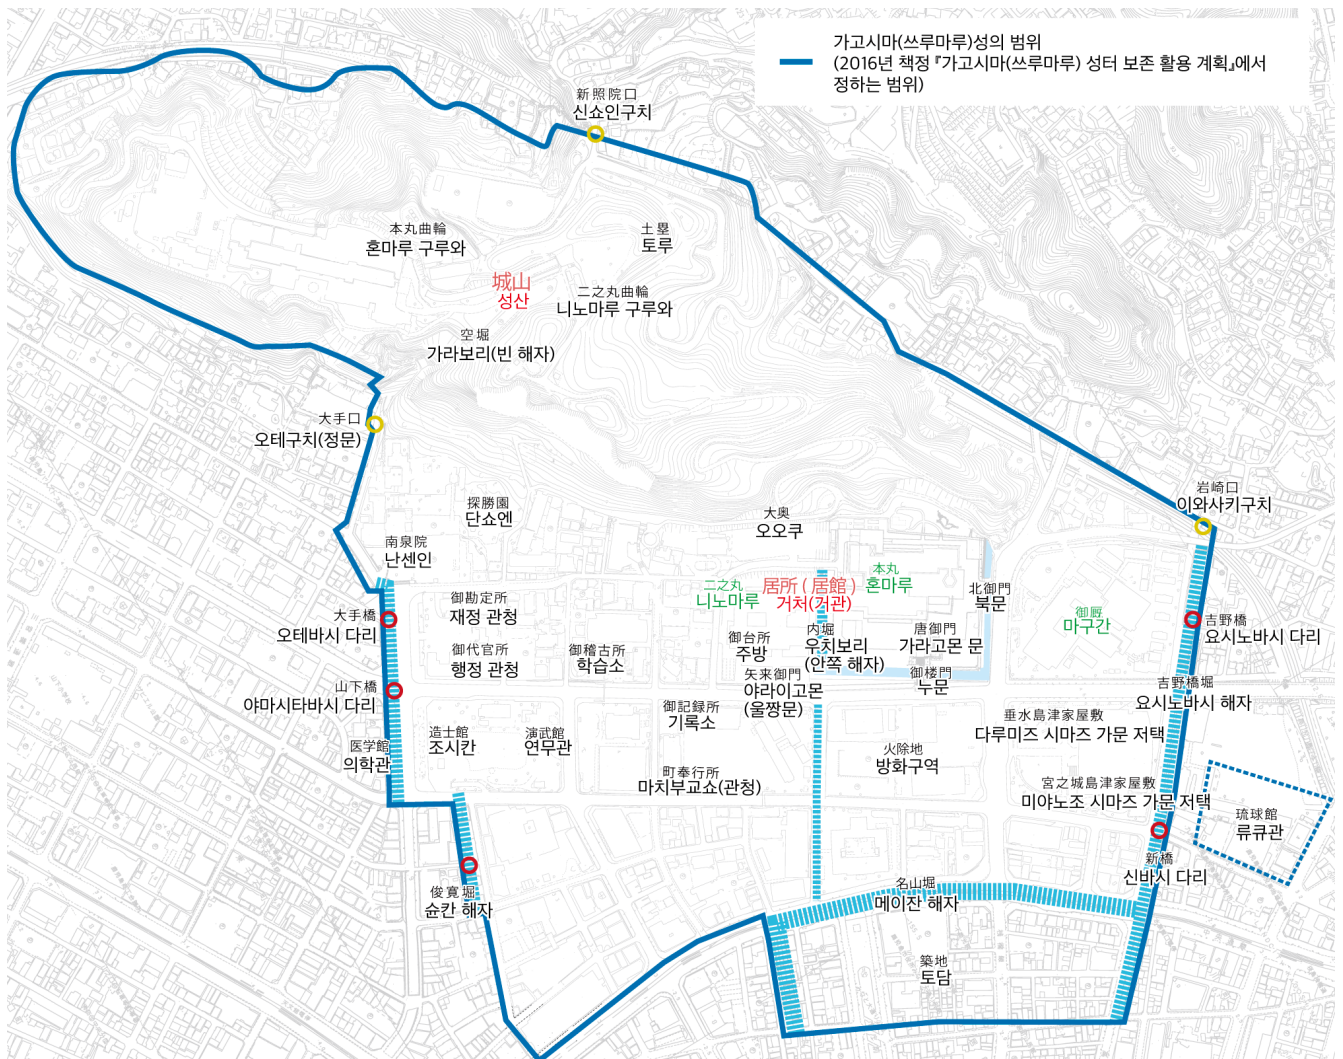 가고시마(쓰루마루)성의 범위
(2016년 책정 『가고시마(쓰루마루) 성터 보존 활용 계획』에서
정하는 범위)
新照院口
신쇼인구치
本丸曲輪
혼마루 구루와
土塁
토루
城山
성산
二之丸曲輪
니노마루 구루와
空堀
가라보리(빈 해자)
大手口
오테구치(정문)
岩崎口
이와사키구치
探勝園
단쇼엔
大奥
오오쿠
南泉院
난센인
二之丸
니노마루
居所(居館)
거처(거관)
本丸
혼마루
北御門
북문
御厩
마구간
御勘定所
재정 관청
大手橋
오테바시 다리
吉野橋
요시노바시 다리
御代官所
행정 관청
御稽古所
학습소
御台所
주방
内堀
우치보리
(안쪽 해자)
唐御門
가라고몬 문
御楼門
누문
矢来御門
야라이고몬
(울짱문)
山下橋
야마시타바시 다리
吉野橋堀
요시노바시 해자
御記録所
기록소
垂水島津家屋敷
다루미즈 시마즈 가문 저택
造士館
조시칸
演武館
연무관
医学館
의학관
火除地
방화구역
町奉行所
마치부교쇼(관청)
宮之城島津家屋敷
미야노조 시마즈 가문 저택
琉球館
류큐관
新橋
신바시 다리
俊寛堀
슌칸 해자
名山堀
메이잔 해자
築地
토담